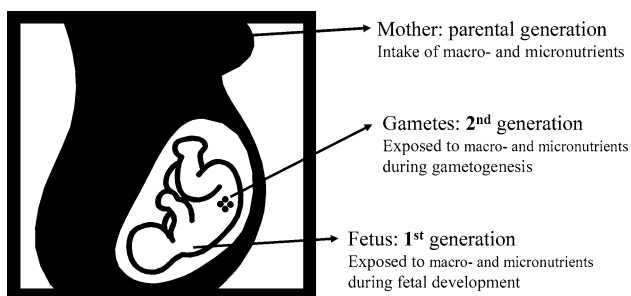 Mother: parental generation
Intake of macro- and micronutrients
Gametes: 2nd generation
Exposed to macro- and micronutrients
during gametogenesis
Fetus: 1st generation
Exposed to macro- and micronutrients
during fetal development